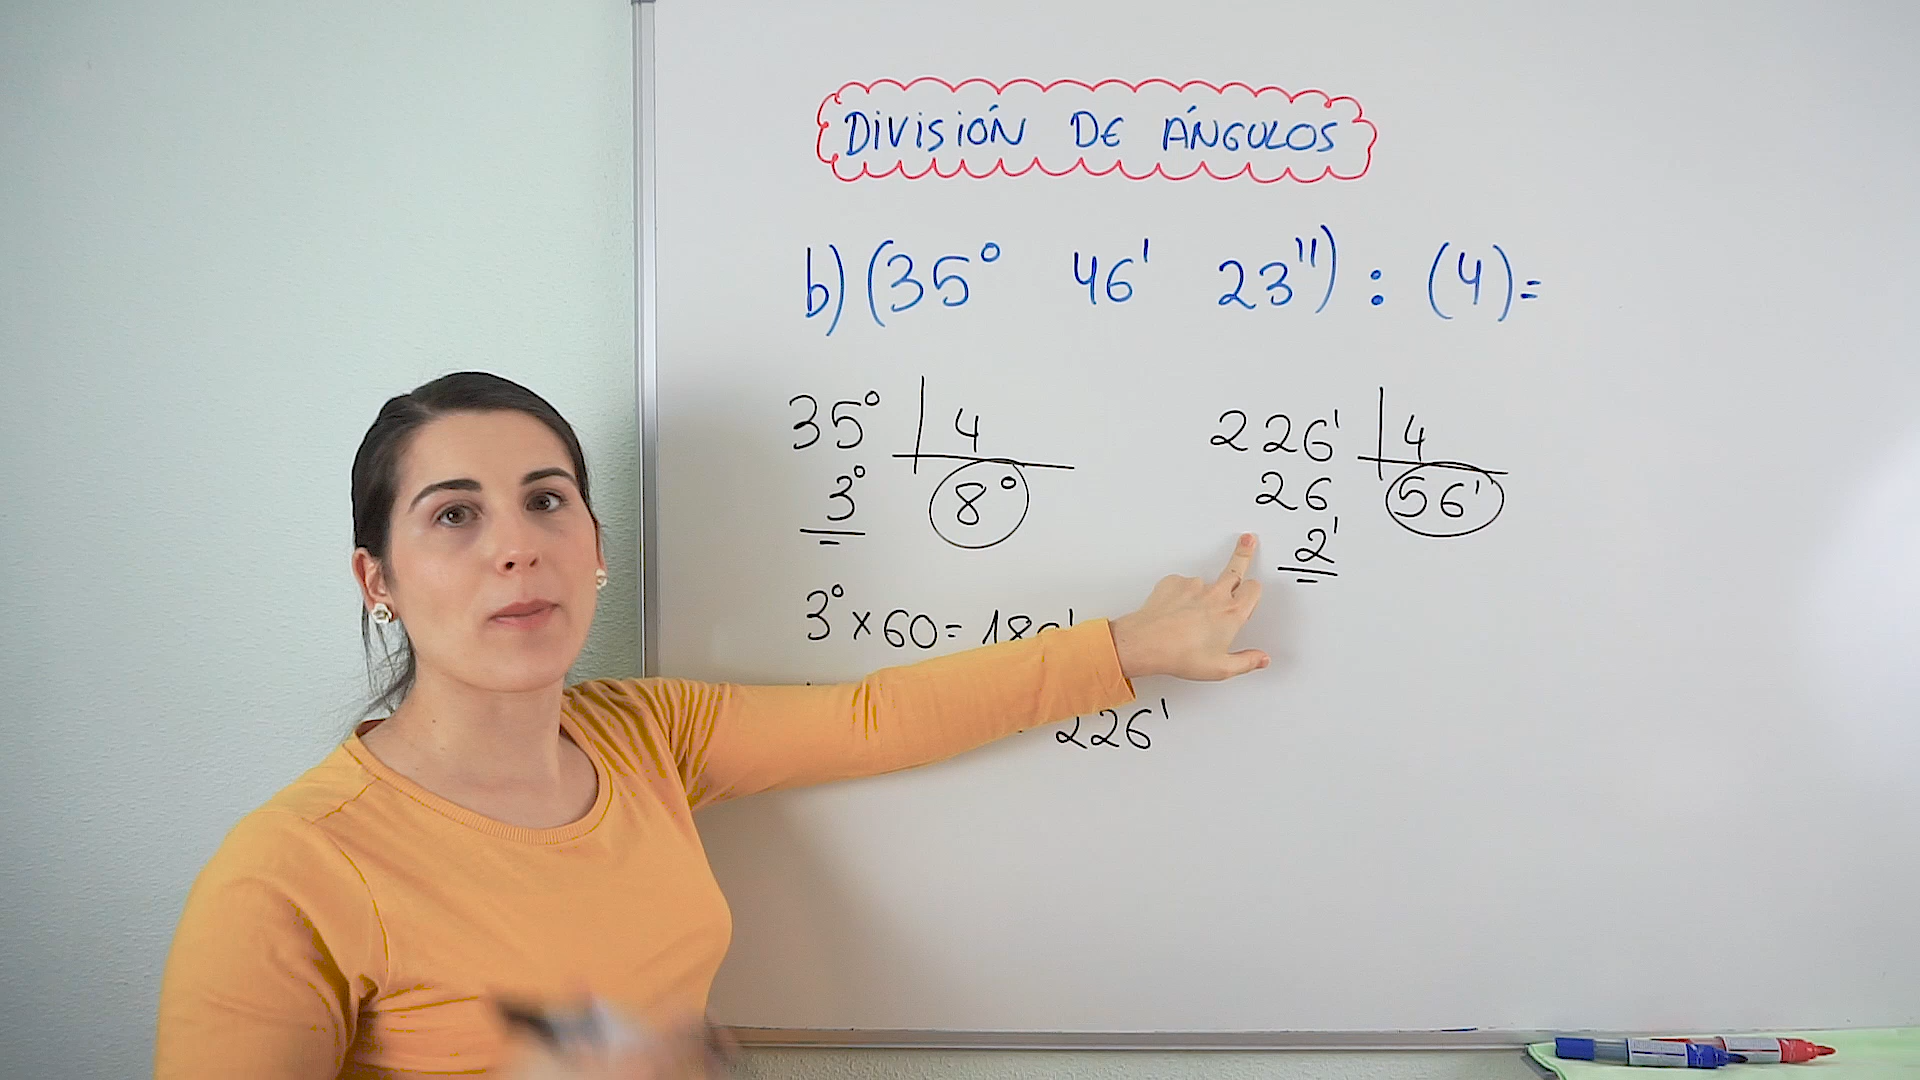 DIVISIÓN DE ÁNGULOS
b) (35° 46' 23'') : (4) =
35° | 4
3° 8°
226' | 4
26 56'
2'
3° x 60 = 180'
226'